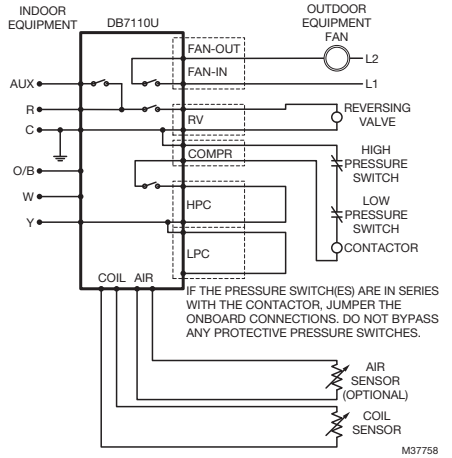 INDOOR
EQUIPMENT
DB7110U
OUTDOOR
EQUIPMENT
FAN
FAN-OUT
L2
FAN-IN
L1
AUX
R
RV
REVERSING
VALVE
C
COMPR
HIGH
PRESSURE
SWITCH
O/B
W
HPC
LOW
PRESSURE
SWITCH
Y
LPC
CONTACTOR
COIL AIR
IF THE PRESSURE SWITCH(ES) ARE IN SERIES
WITH THE CONTACTOR, JUMPER THE
ONBOARD CONNECTIONS. DO NOT BYPASS
ANY PROTECTIVE PRESSURE SWITCHES.
AIR
SENSOR
(OPTIONAL)
COIL
SENSOR
M37758